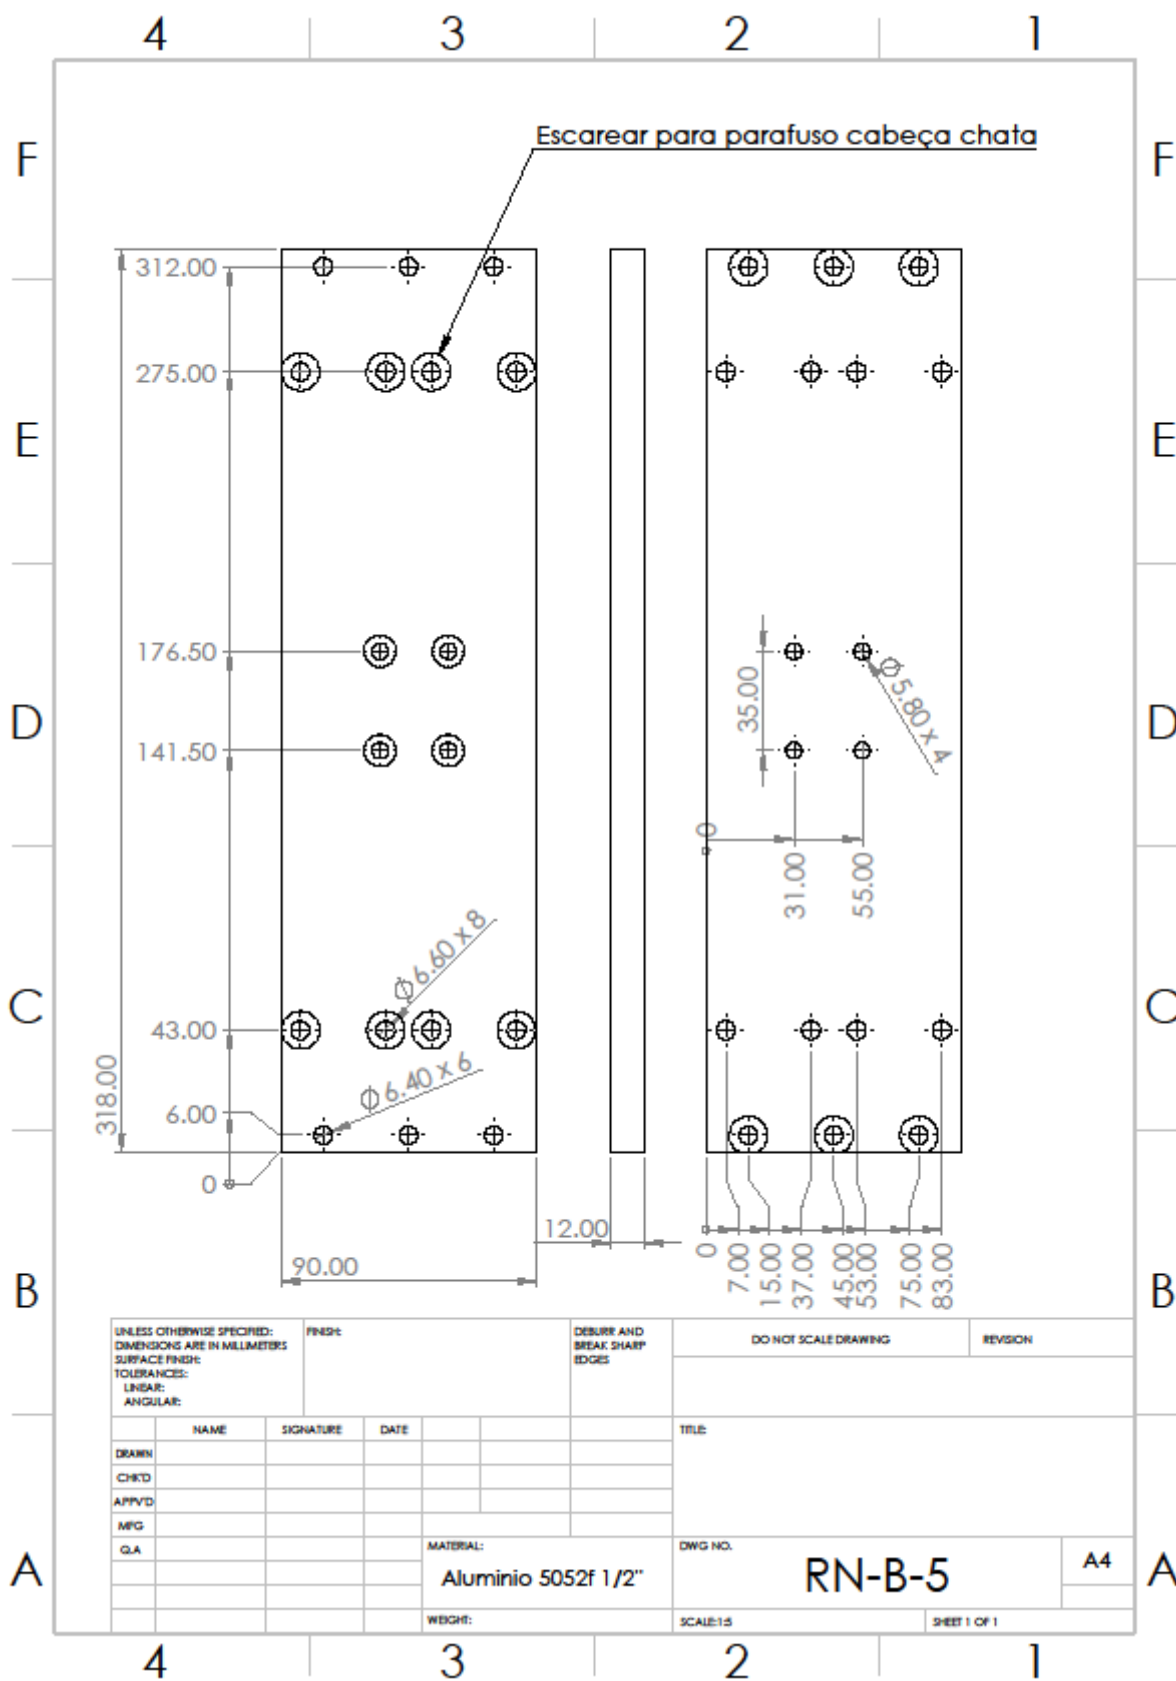 4 3 2 1
F F
E E
D D
C C
B B
A A
Escarear para parafuso cabeça chata
312.00
275.00
176.50
141.50
43.00
6.00
0
318.00
90.00
12.00
Ø 6.60 x 8
Ø 6.40 x 6
35.00
Ø 5.80 x 4
0
31.00
55.00
0
7.00
15.00
37.00
45.00
53.00
75.00
83.00
UNLESS OTHERWISE SPECIFIED:
DIMENSIONS ARE IN MILLIMETERS
SURFACE FINISH:
TOLERANCES:
LINEAR:
ANGULAR:
FINISH:
DEBURR AND
BREAK SHARP
EDGES
DO NOT SCALE DRAWING
REVISION
NAME SIGNATURE DATE
DRAWN
CHK'D
APPV'D
MFG
Q.A
TITLE:
MATERIAL:
Aluminio 5052f 1/2"
WEIGHT:
DWG NO.
RN-B-5
A4
SCALE:1:5
SHEET 1 OF 1
4 3 2 1